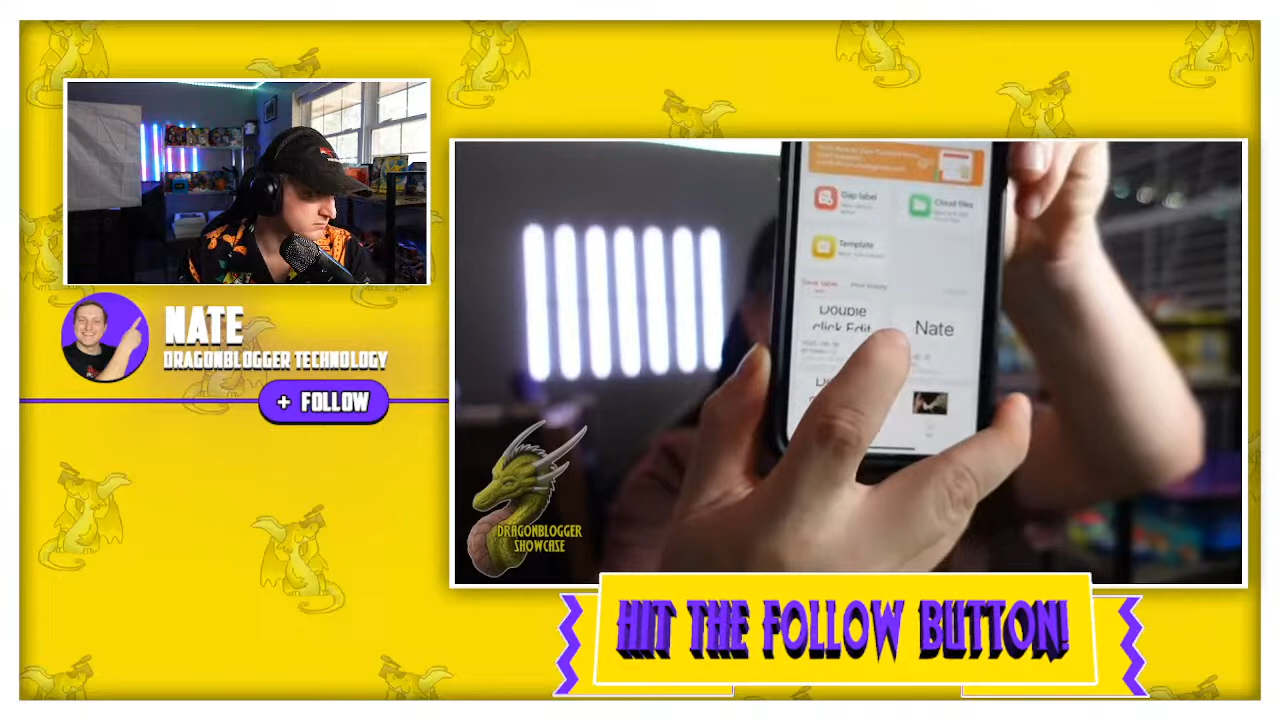 NATE
DRAGONBLOGGER TECHNOLOGY
+ FOLLOW
Gap label
Cloud files
Template
Double
click Edit
Nate
DRAGONBLOGGER
SHOWCASE
HIT THE FOLLOW BUTTON!